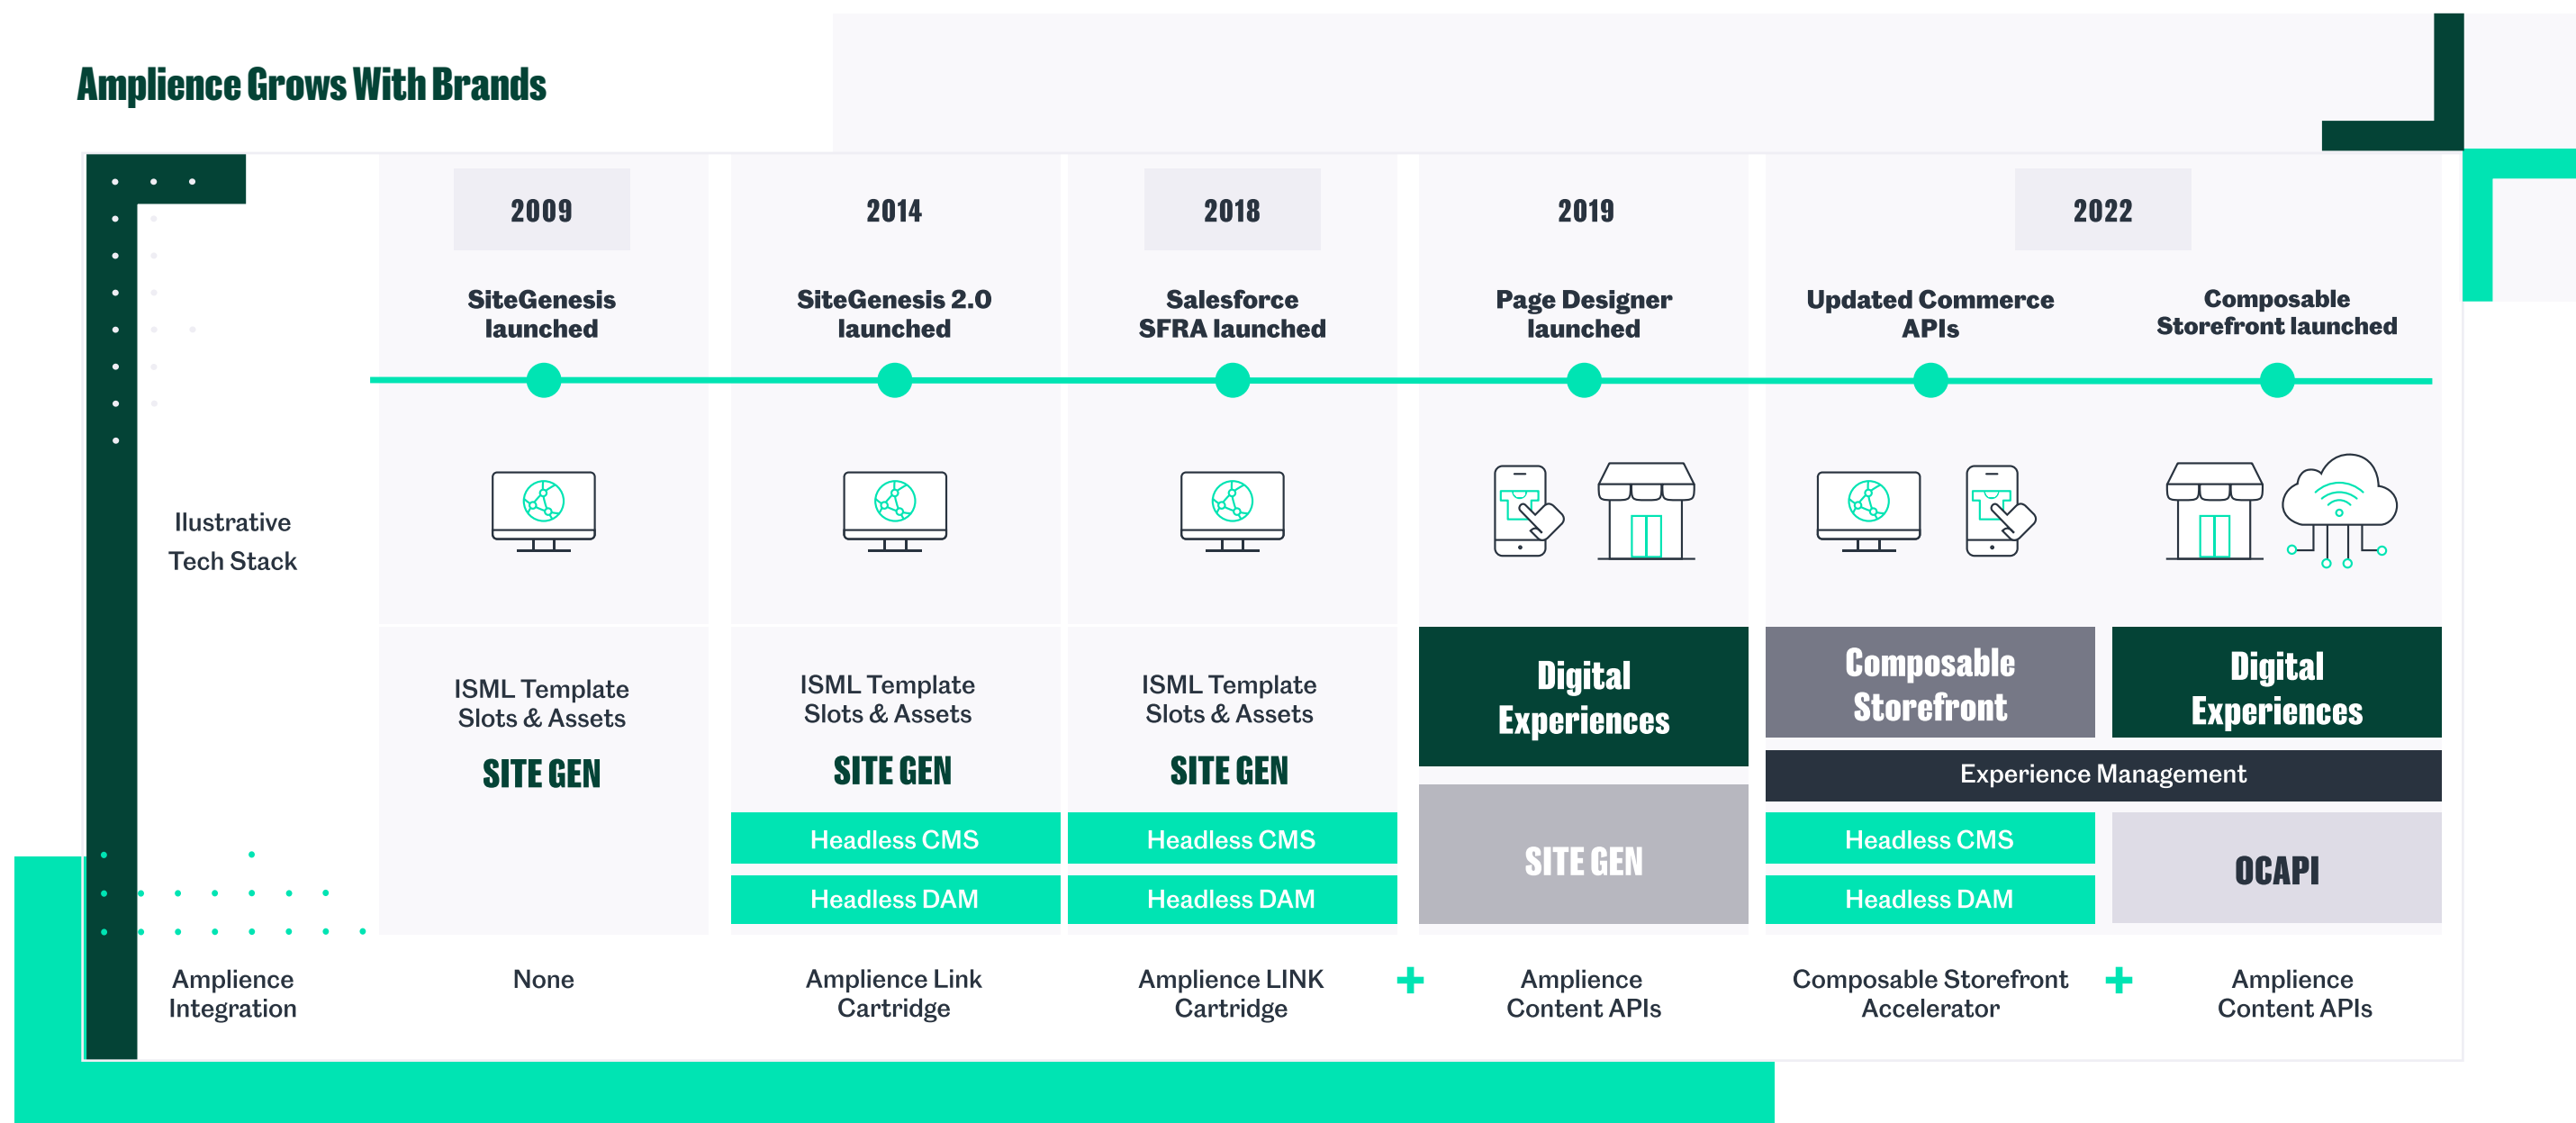 Amplience Grows With Brands
2009
2014
2018
2019
2022
SiteGenesis
launched
SiteGenesis 2.0
launched
Salesforce
SFRA launched
Page Designer
launched
Updated Commerce
APIs
Composable
Storefront launched
Ilustrative
Tech Stack
ISML Template
Slots & Assets
SITE GEN
ISML Template
Slots & Assets
SITE GEN
Headless CMS
Headless DAM
ISML Template
Slots & Assets
SITE GEN
Headless CMS
Headless DAM
Digital
Experiences
SITE GEN
Composable
Storefront
Digital
Experiences
Experience Management
Headless CMS
Headless DAM
OCAPI
Amplience
Integration
None
Amplience Link
Cartridge
Amplience LINK
Cartridge
+
Amplience
Content APIs
Composable Storefront
Accelerator
+
Amplience
Content APIs